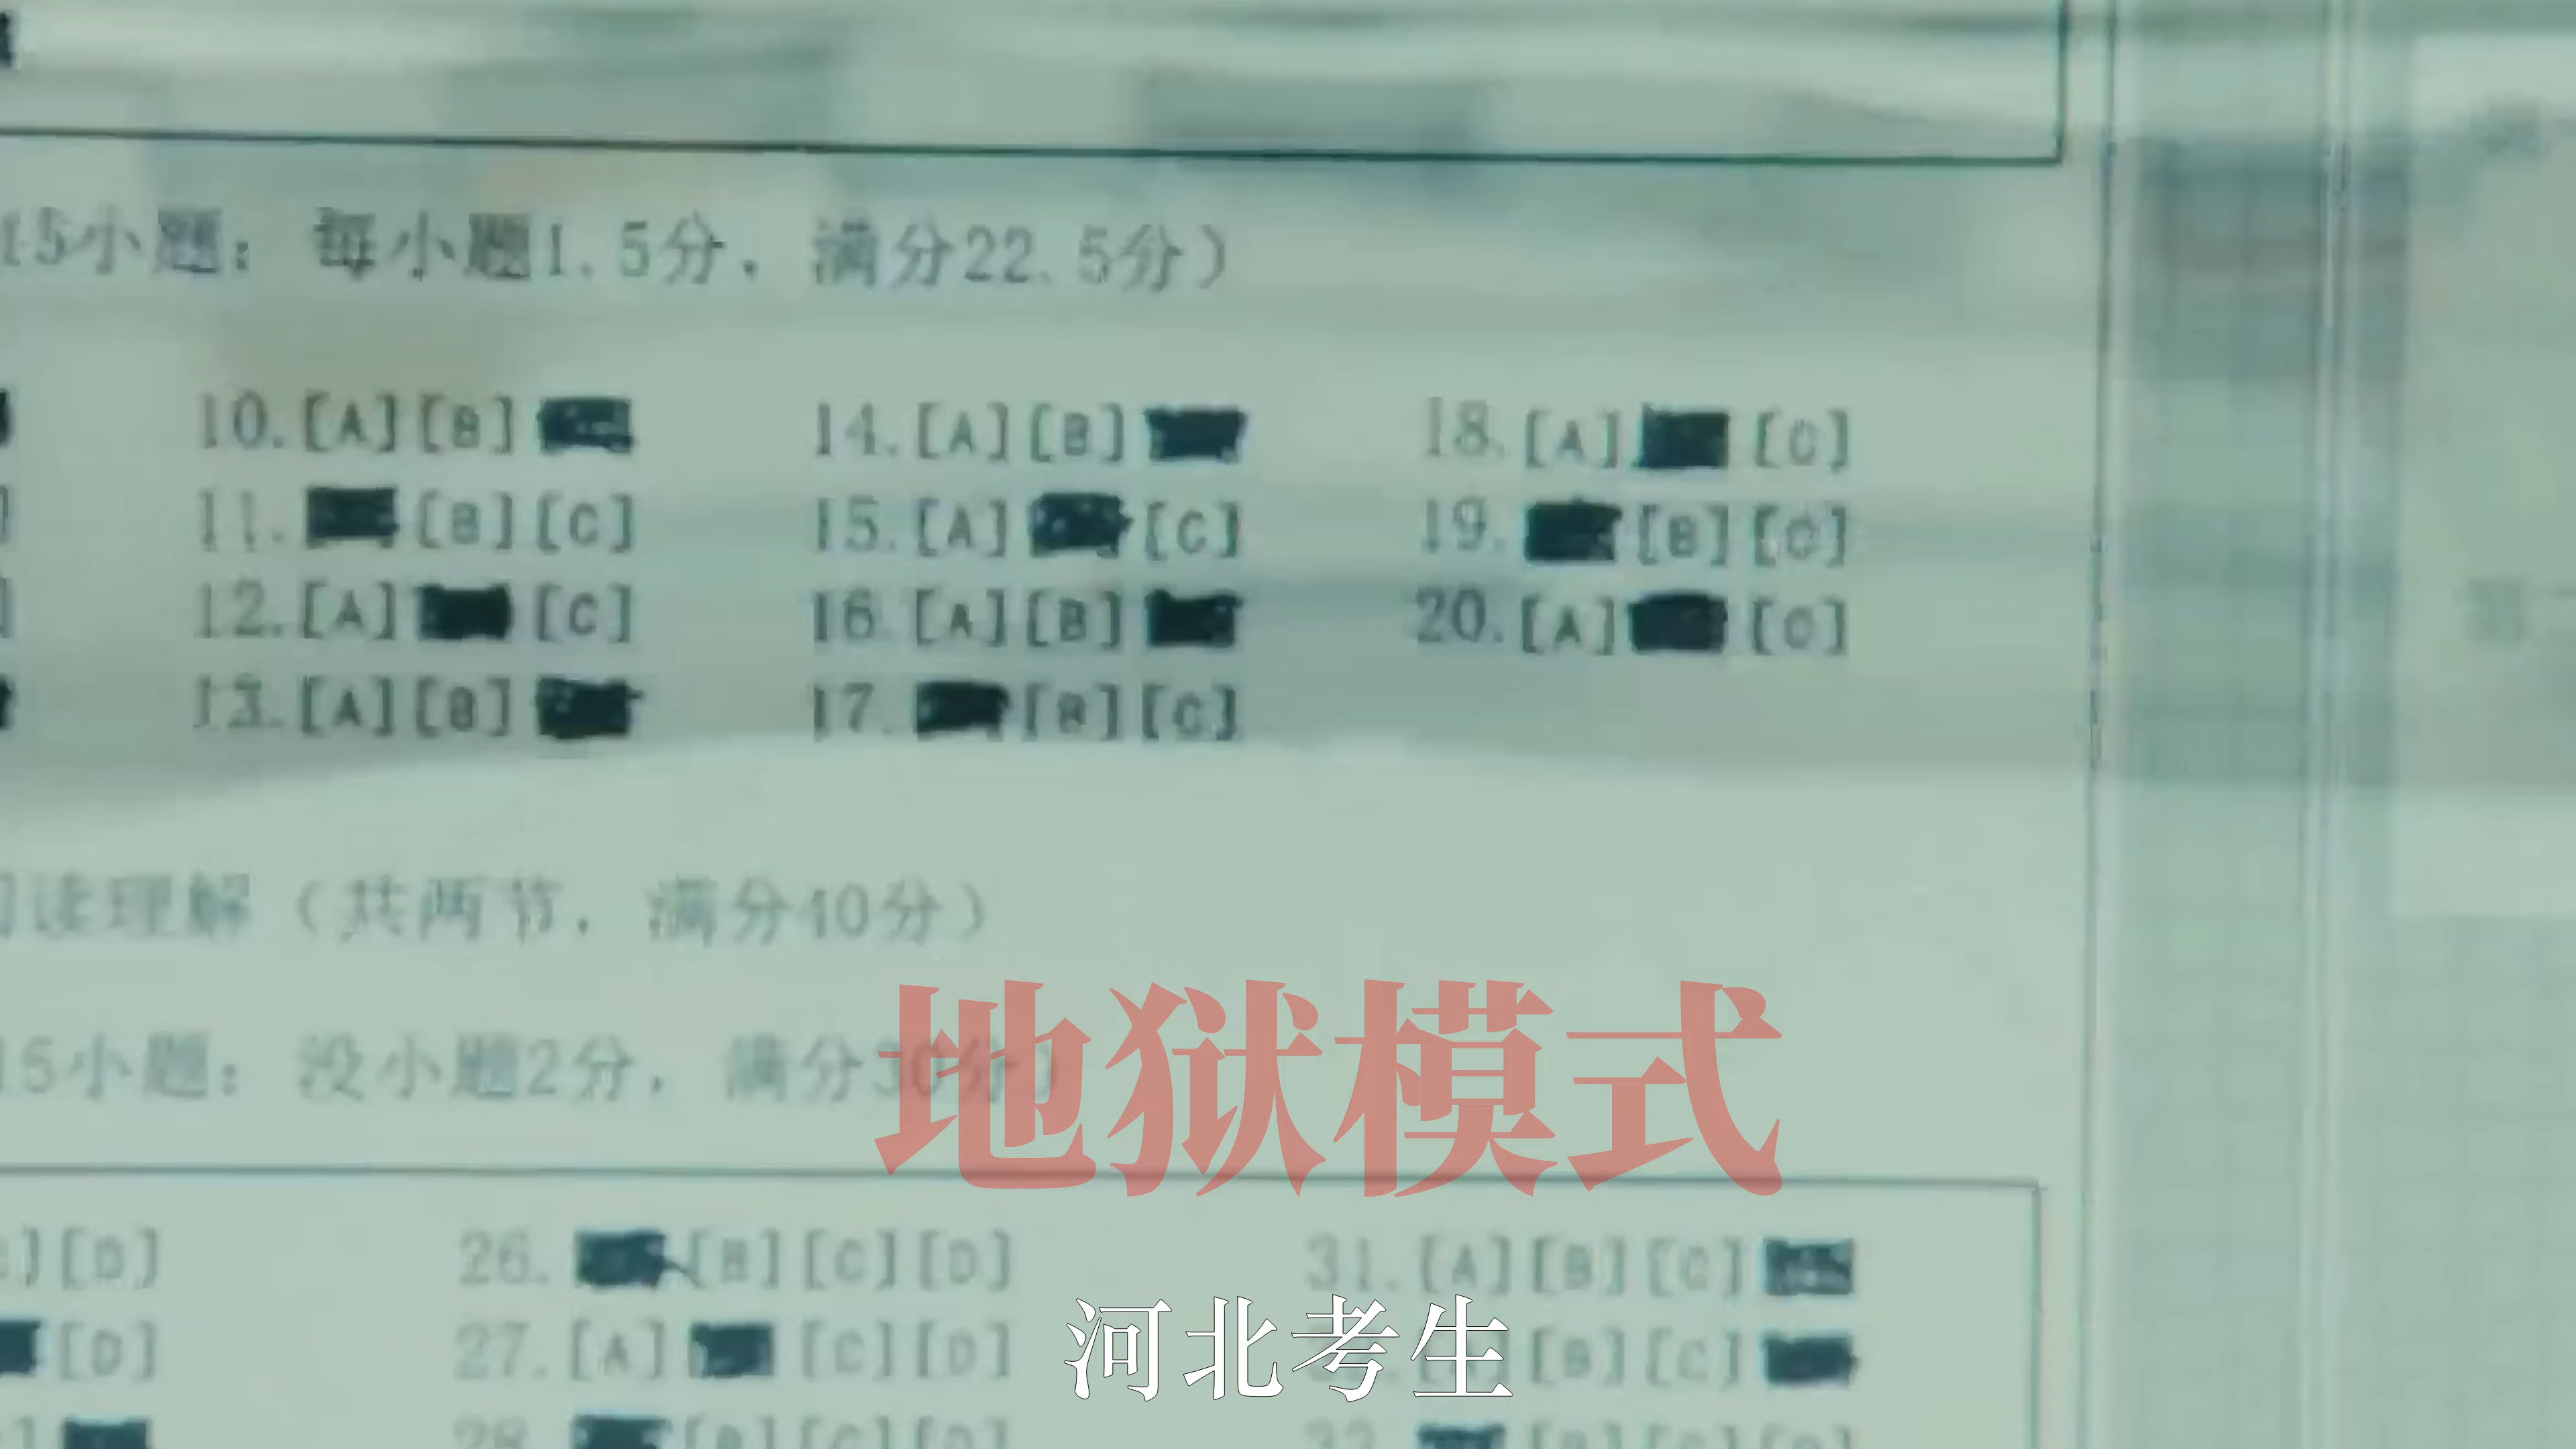 15小题： 每小题1.5分，满分22.5分）
10.[A][B] 14.[A][B] 18.[A] [C]
11. [B][C] 15.[A] [C] 19. [B][C]
12.[A] [C] 16.[A][B] 20.[A] [C]
13.[A][B] 17. [B][C]
阅读理解（共两节，满分40分）
15小题：没小题2分，满分30分）
地狱模式
[D] 26. [B][C][D] 31.[A][B][C]
[D] 27.[A] [C][D] [B][C]
河北考生
28. [B][C][D]